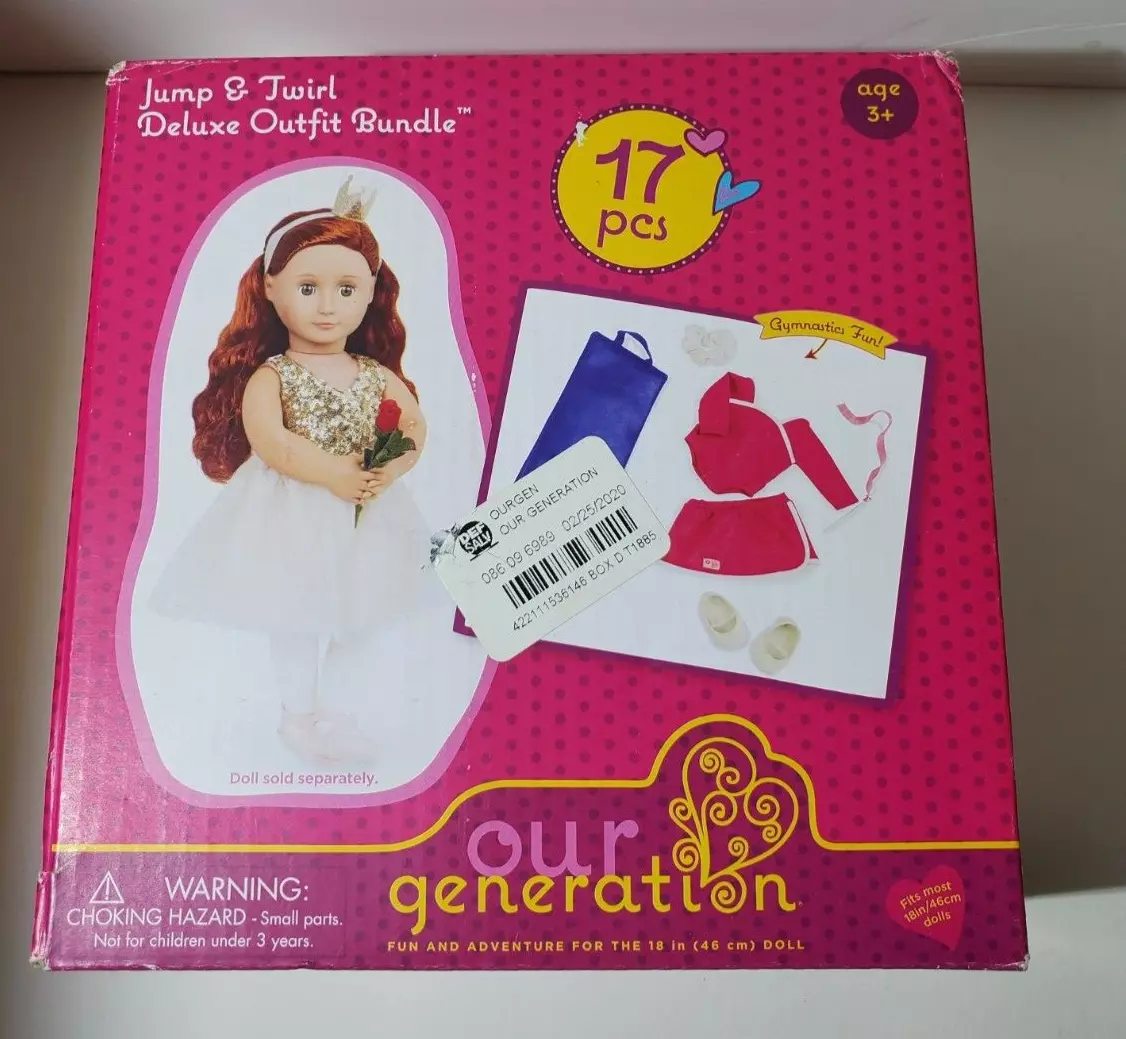 Jump & Twirl
Deluxe Outfit Bundle™
age
3+
17
pcs
Gymnastics Fun!
DEF
SALV
OURGEN
OUR GENERATION
086 09 6989 02/25/2020
422111536146 BOX D T1885
Doll sold separately.
our
generation
FUN AND ADVENTURE FOR THE 18 in (46 cm) DOLL
WARNING:
CHOKING HAZARD - Small parts.
Not for children under 3 years.
Fits most
18in/46cm
dolls